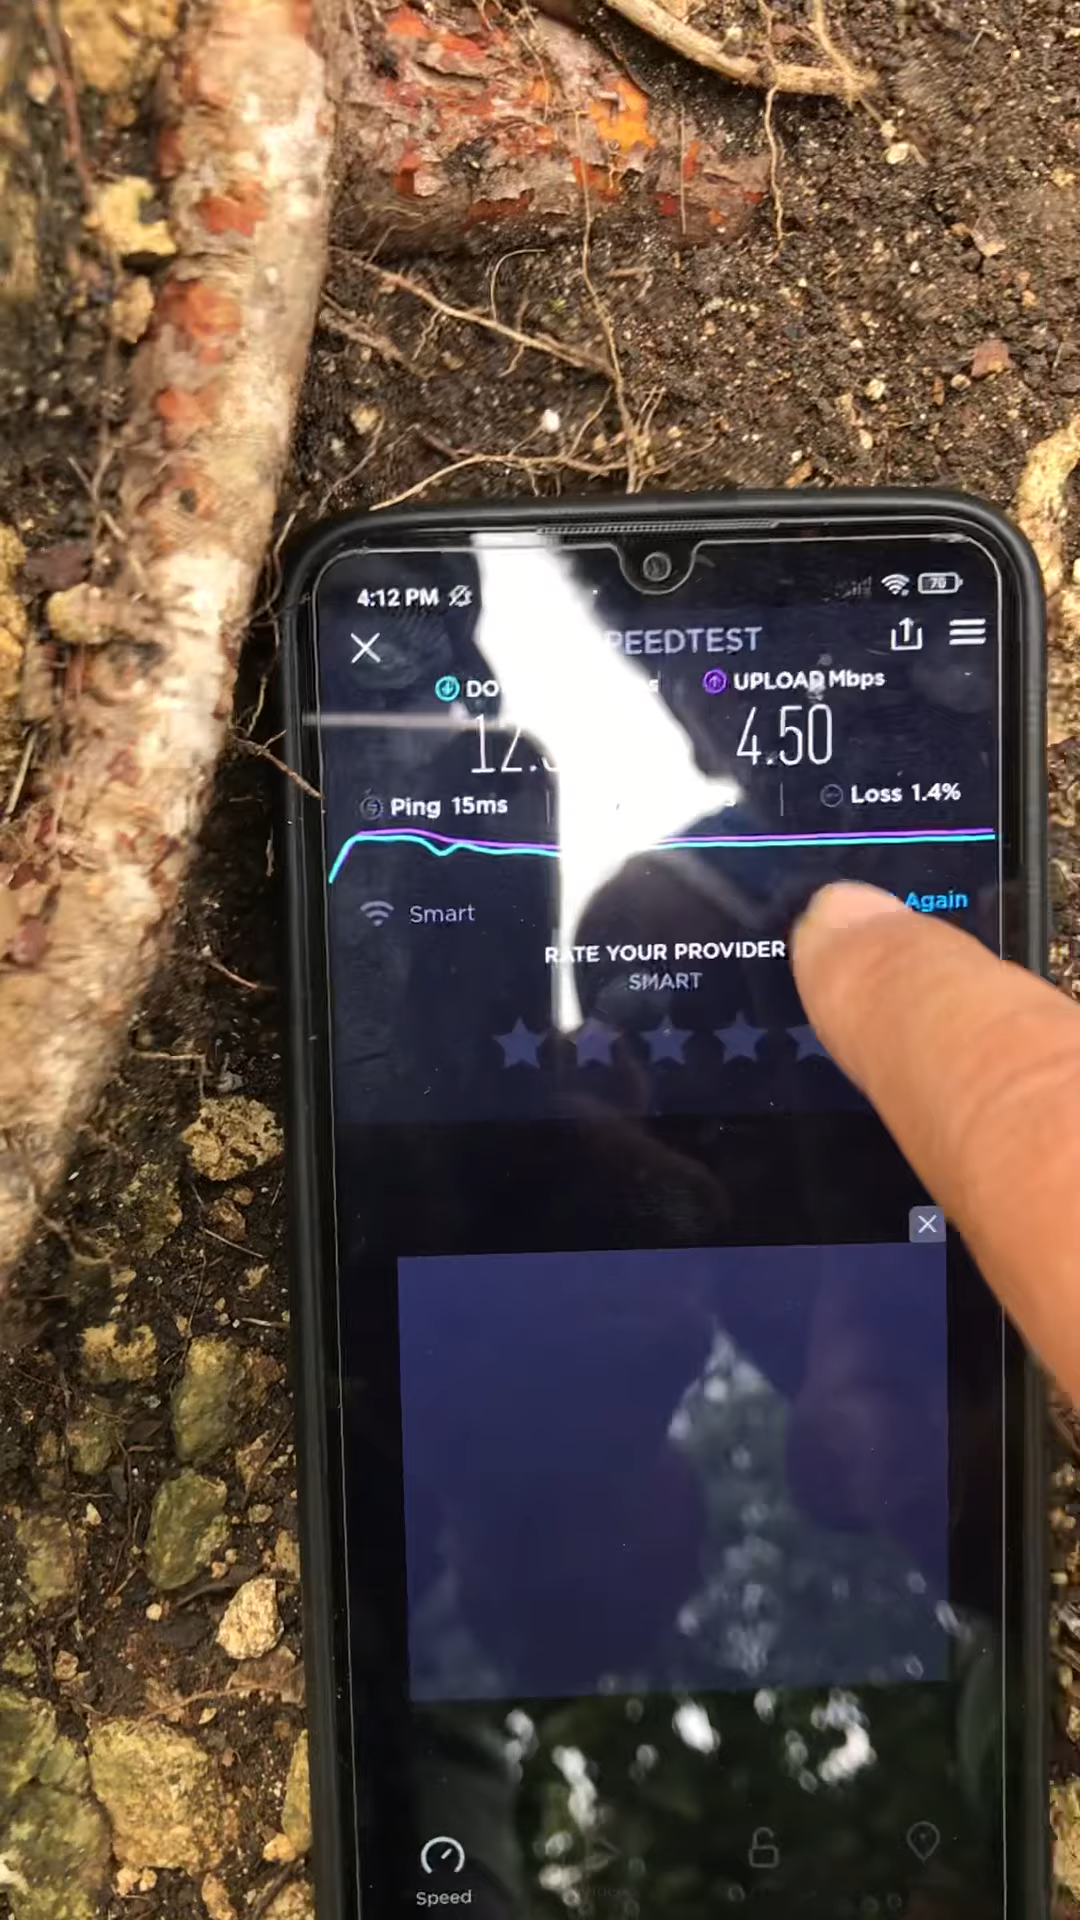 4:12 PM 70
PEEDTEST
UPLOAD Mbps
4.50
Ping 15ms Loss 1.4%
Smart Again
RATE YOUR PROVIDER
SMART
Speed